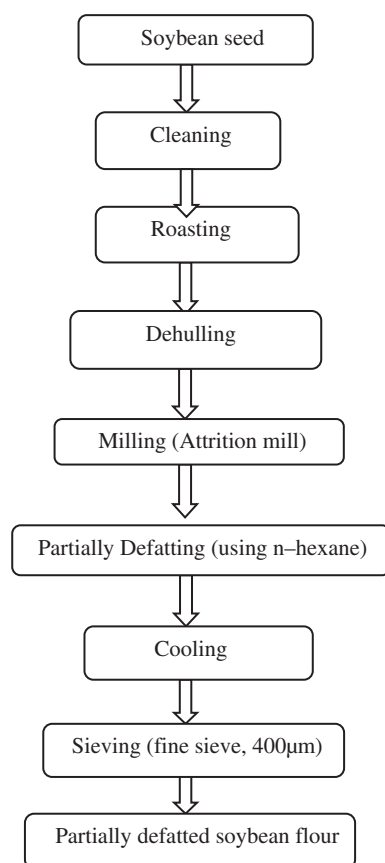 Soybean seed
Cleaning
Roasting
Dehulling
Milling (Attrition mill)
Partially Defatting (using n–hexane)
Cooling
Sieving (fine sieve, 400µm)
Partially defatted soybean flour